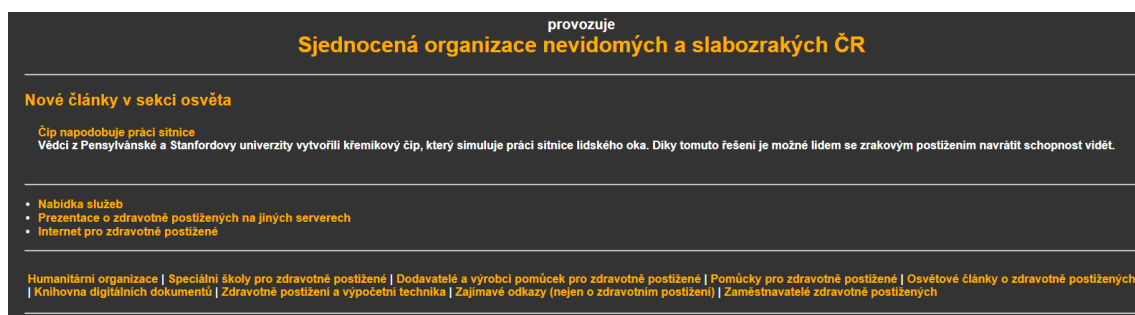 provozuje
Sjednocená organizace nevidomých a slabozrakých ČR
Nové články v sekci osvěta
Čip napodobuje práci sítnice
Vědci z Pensylvánské a Stanfordovy univerzity vytvořili křemíkový čip, který simuluje práci sítnice lidského oka. Díky tomuto řešení je možné lidem se zrakovým postižením navrátit schopnost vidět.
• Nabídka služeb
• Prezentace o zdravotně postižených na jiných serverech
• Internet pro zdravotně postižené
Humanitární organizace | Speciální školy pro zdravotně postižené | Dodavatelé a výrobci pomůcek pro zdravotně postižené | Pomůcky pro zdravotně postižené | Osvětové články o zdravotně postižených
| Knihovna digitálních dokumentů | Zdravotně postižení a výpočetní technika | Zajímavé odkazy (nejen o zdravotním postižení) | Zaměstnavatelé zdravotně postižených